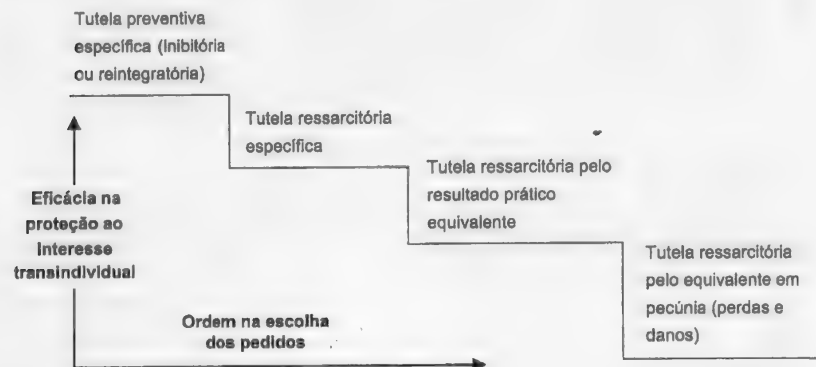 Tutela preventiva
específica (inibitória
ou reintegratória)
Tutela ressarcitória
específica
Tutela ressarcitória pelo
resultado prático
equivalente
Tutela ressarcitória
pelo equivalente em
pecúnia (perdas e
danos)
Eficácia na
proteção ao
interesse
transindividual
Ordem na escolha
dos pedidos